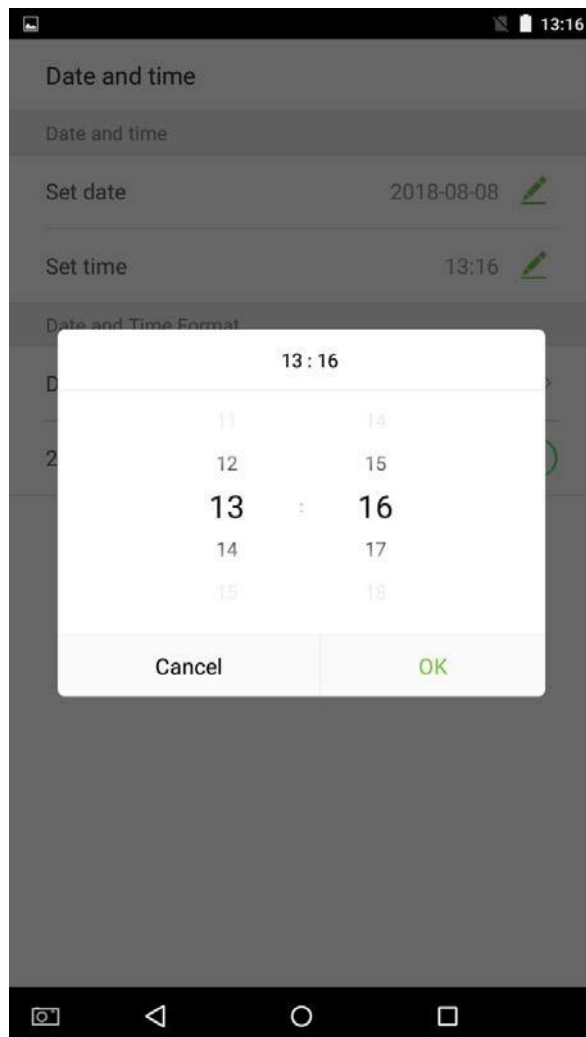 13:16
Date and time
Date and time
Set date 2018-08-08
Set time 13:16
Date and Time Format
D
2
13 : 16
11 14
12 15
13 : 16
14 17
15 18
Cancel OK